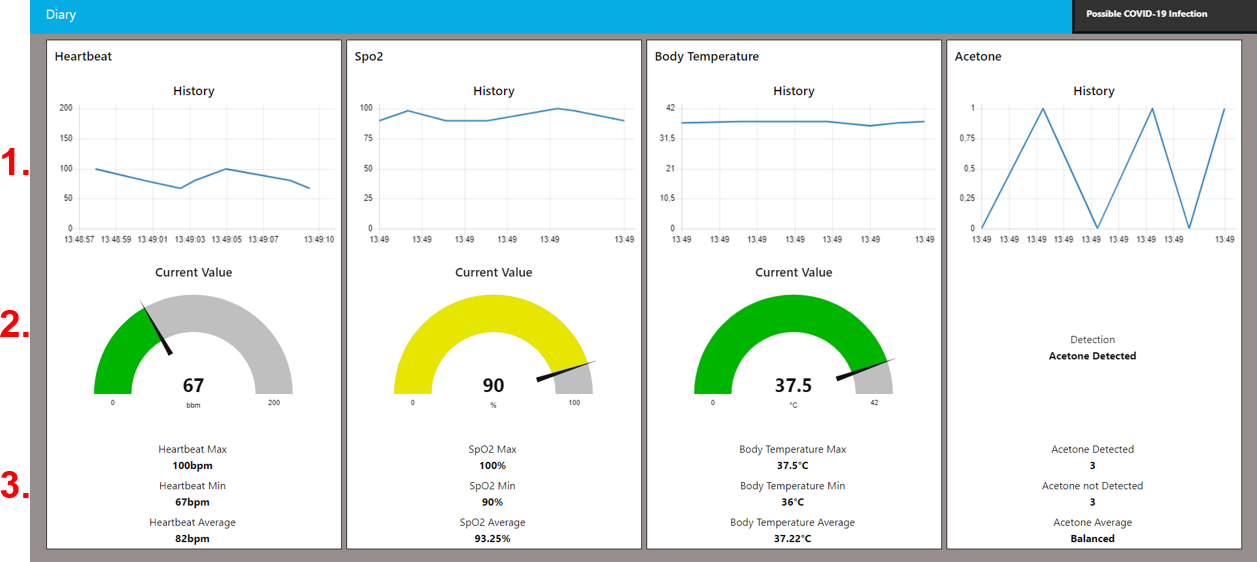 Diary
Possible COVID-19 Infection
Heartbeat
History
200
150
100
50
0
13:48:57 13:48:59 13:49:01 13:49:03 13:49:05 13:49:07 13:49:10
Current Value
67
bbm
0 200
Heartbeat Max
100bpm
Heartbeat Min
67bpm
Heartbeat Average
82bpm
Spo2
History
100
75
50
25
0
13:49 13:49 13:49 13:49 13:49 13:49
Current Value
90
%
0 100
SpO2 Max
100%
SpO2 Min
90%
SpO2 Average
93.25%
Body Temperature
History
42
31,5
21
10,5
0
13:49 13:49 13:49 13:49 13:49 13:49
Current Value
37.5
°C
0 42
Body Temperature Max
37.5°C
Body Temperature Min
36°C
Body Temperature Average
37.22°C
Acetone
History
1
0,75
0,5
0,25
0
13:49 13:49 13:49 13:49 13:49 13:49 13:49 13:49
Detection
Acetone Detected
Acetone Detected
3
Acetone not Detected
3
Acetone Average
Balanced
1.
2.
3.